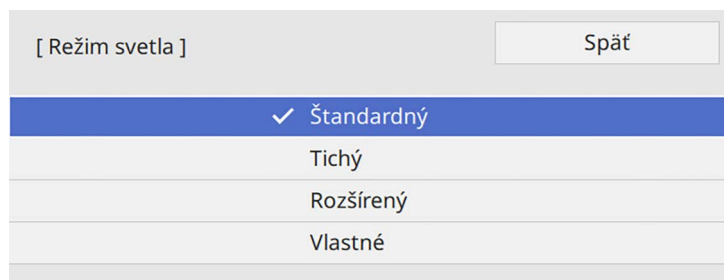 [ Režim svetla ]
Späť
Štandardný
Tichý
Rozšírený
Vlastné